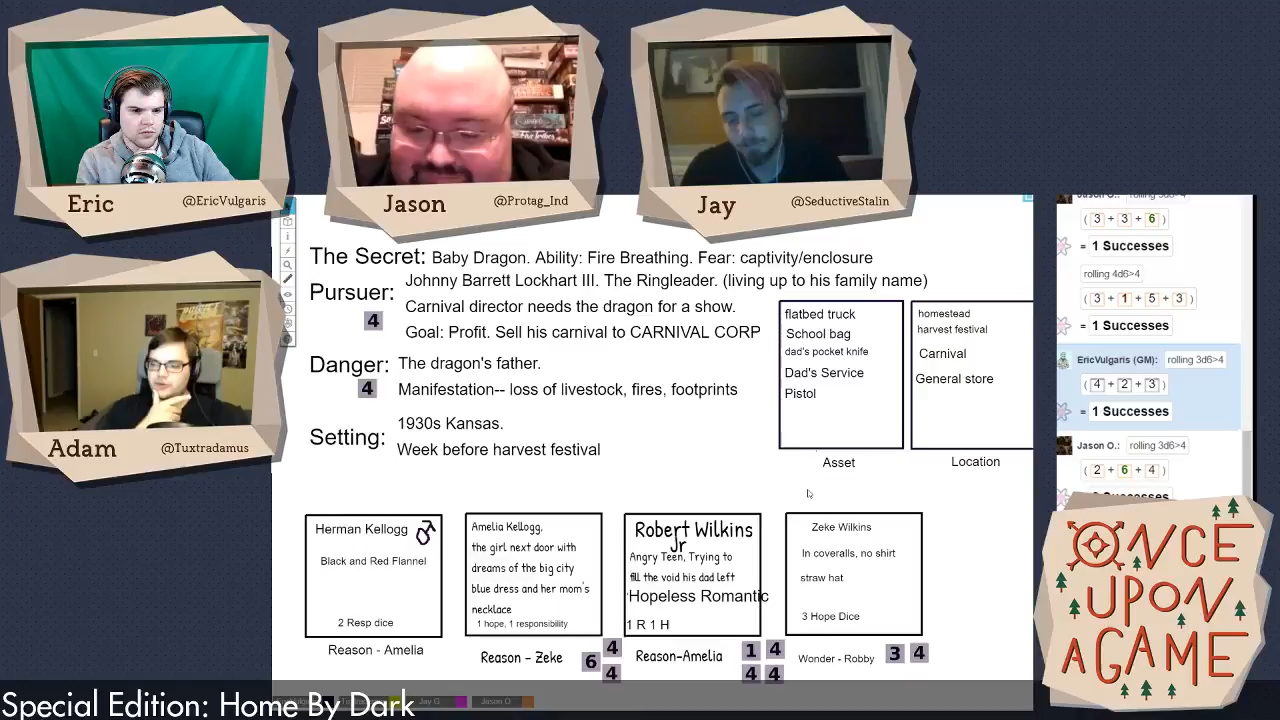 Eric @EricVulgaris
Jason @Protag_Ind
Jay @SeductiveStalin
Adam @Tuxtradamus
The Secret: Baby Dragon. Ability: Fire Breathing. Fear: captivity/enclosure
Pursuer: Johnny Barrett Lockhart III. The Ringleader. (living up to his family name)
4
Carnival director needs the dragon for a show.
Goal: Profit. Sell his carnival to CARNIVAL CORP
Danger: The dragon's father.
4
Manifestation-- loss of livestock, fires, footprints
Setting: 1930s Kansas.
Week before harvest festival
flatbed truck
School bag
dad's pocket knife
Dad's Service
Pistol
Asset
homestead
harvest festival
Carnival
General store
Location
Herman Kellogg
Black and Red Flannel
2 Resp dice
Reason - Amelia
Amelia Kellogg,
the girl next door with
dreams of the big city
blue dress and her mom's
necklace
1 hope, 1 responsibility
Reason - Zeke
6 4
4
Robert Wilkins
Jr
Angry Teen, Trying to
fill the void his dad left
Hopeless Romantic
1 R 1 H
Reason-Amelia
1 4
4 4
Zeke Wilkins
In coveralls, no shirt
straw hat
3 Hope Dice
Wonder - Robby
3 4
Jason O.: rolling 3d6>4
( 3 + 3 + 6 )
= 1 Successes
rolling 4d6>4
( 3 + 1 + 5 + 3 )
= 1 Successes
EricVulgaris (GM): rolling 3d6>4
( 4 + 2 + 3 )
= 1 Successes
Jason O.: rolling 3d6>4
( 2 + 6 + 4 )
Successes
ONCE
UPON
A GAME
Jay G
Jason O
Special Edition: Home By Dark